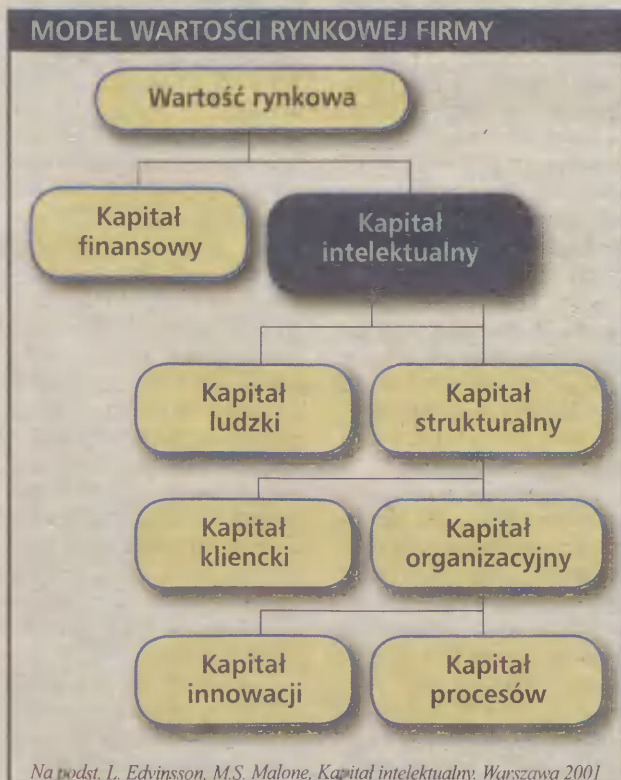 MODEL WARTOŚCI RYNKOWEJ FIRMY
Wartość rynkowa
Kapitał
finansowy
Kapitał
intelektualny
Kapitał
ludzki
Kapitał
strukturalny
Kapitał
kliencki
Kapitał
organizacyjny
Kapitał
innowacji
Kapitał
procesów
Na podst. L. Edvinsson, M.S. Malone, Kapitał intelektualny. Warszawa 2001